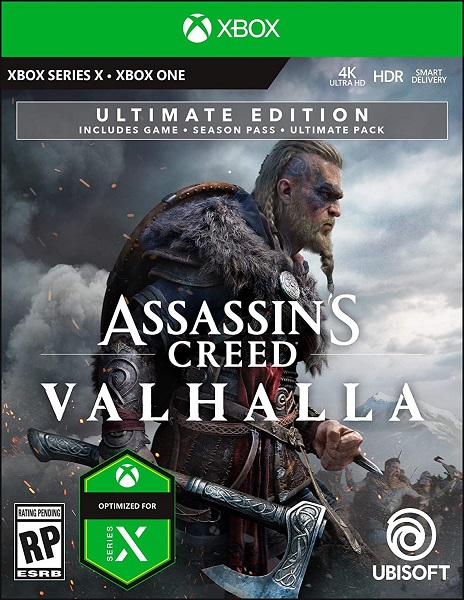 XBOX
XBOX SERIES X • XBOX ONE
4K
ULTRA HD
HDR
SMART
DELIVERY
ULTIMATE EDITION
INCLUDES GAME • SEASON PASS • ULTIMATE PACK
ASSASSIN'S
CREED
VALHALLA
OPTIMIZED FOR
SERIES
X
RATING PENDING
RP
ESRB
UBISOFT